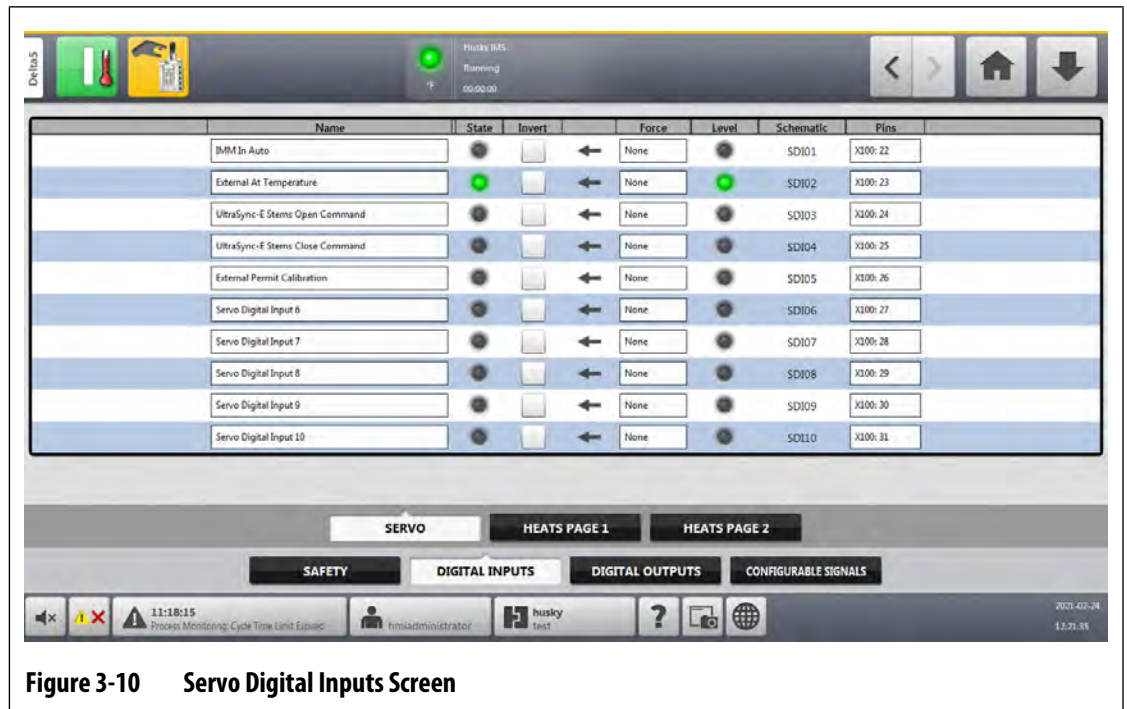 Delta5
Husky IMS
Running
°F 00:00:00
Name State Invert Force Level Schematic Pins
IMM In Auto None SDI01 X100: 22
External At Temperature None SDI02 X100: 23
UltraSync-E Stems Open Command None SDI03 X100: 24
UltraSync-E Stems Close Command None SDI04 X100: 25
External Permit Calibration None SDI05 X100: 26
Servo Digital Input 6 None SDI06 X100: 27
Servo Digital Input 7 None SDI07 X100: 28
Servo Digital Input 8 None SDI08 X100: 29
Servo Digital Input 9 None SDI09 X100: 30
Servo Digital Input 10 None SDI10 X100: 31
SERVO HEATS PAGE 1 HEATS PAGE 2
SAFETY DIGITAL INPUTS DIGITAL OUTPUTS CONFIGURABLE SIGNALS
11:18:15
Process Monitoring: Cycle Time Limit Expired
hmiadministrator
husky
test
?
2021-02-24
12:21:35
Figure 3-10 Servo Digital Inputs Screen